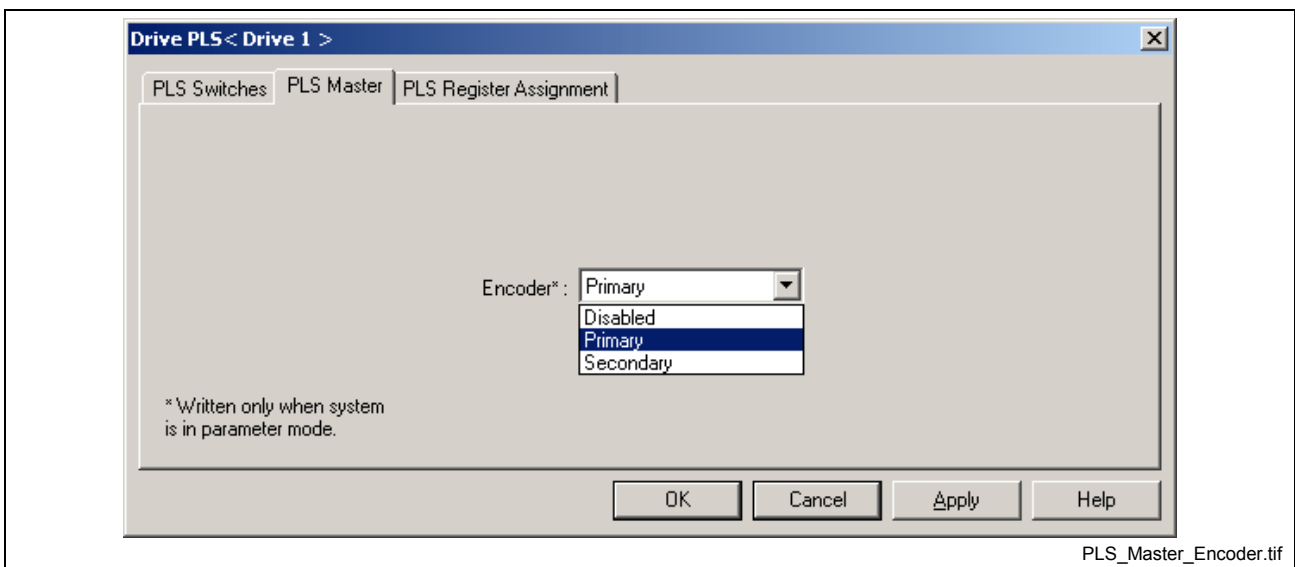 Drive PLS< Drive 1 >
PLS Switches PLS Master PLS Register Assignment
Encoder* : Primary
Disabled
Primary
Secondary
* Written only when system
is in parameter mode.
OK Cancel Apply Help
PLS_Master_Encoder.tif